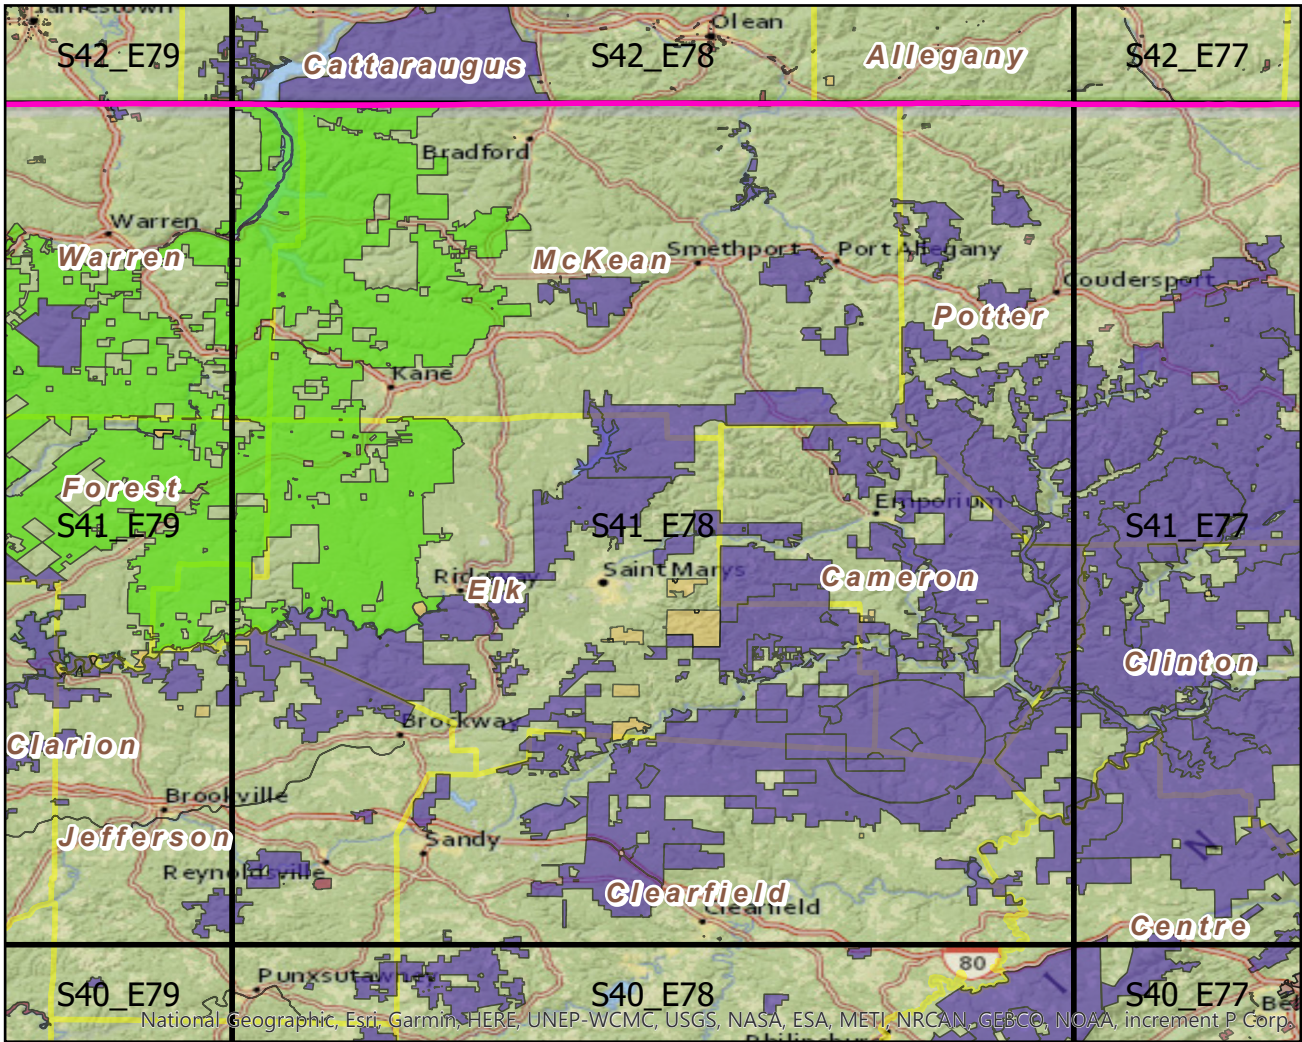 Jamestown
Olean
S42_E79
Cattaraugus
S42_E78
Allegany
S42_E77
Bradford
Warren
Warren
McKean
Smethport
Port Allegany
Coudersport
Potter
Kane
Forest
S41_E79
S41_E78
Emporium
S41_E77
Saint Marys
Ridgway
Elk
Cameron
Clinton
Brockway
Clarion
Brookville
Jefferson
Sandy
N
Reynoldsville
Clearfield
Clearfield
Centre
80
Punxsutawney
I
S40_E79
S40_E78
S40_E77
National Geographic, Esri, Garmin, HERE, UNEP-WCMC, USGS, NASA, ESA, METI, NRCAN, GEBCO, NOAA, increment P Corp.